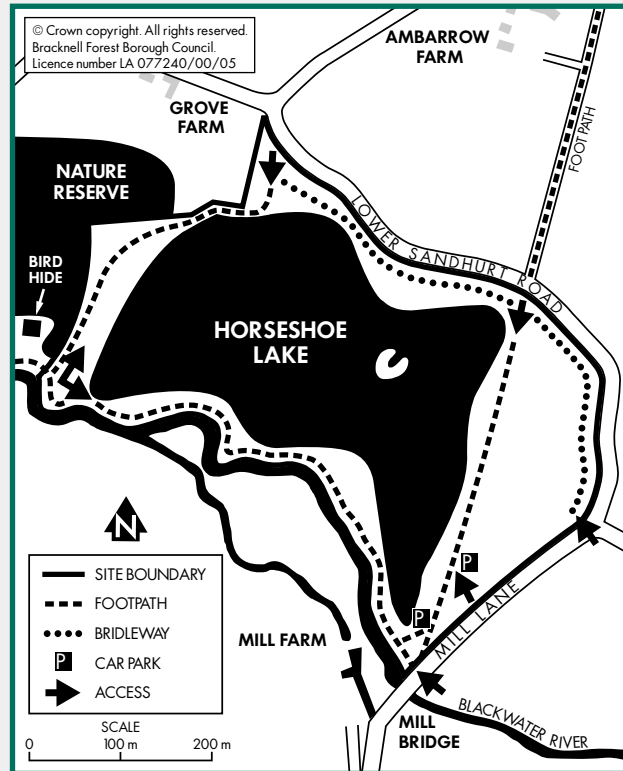 © Crown copyright. All rights reserved.
Bracknell Forest Borough Council.
Licence number LA 077240/00/05
AMBARROW
FARM
GROVE
FARM
FOOTPATH
NATURE
RESERVE
LOWER SANDHURT ROAD
BIRD
HIDE
HORSESHOE
LAKE
N
P
P
MILL LANE
SITE BOUNDARY
FOOTPATH
BRIDLEWAY
P CAR PARK
ACCESS
MILL FARM
SCALE
0 100 m 200 m
MILL
BRIDGE
BLACKWATER RIVER